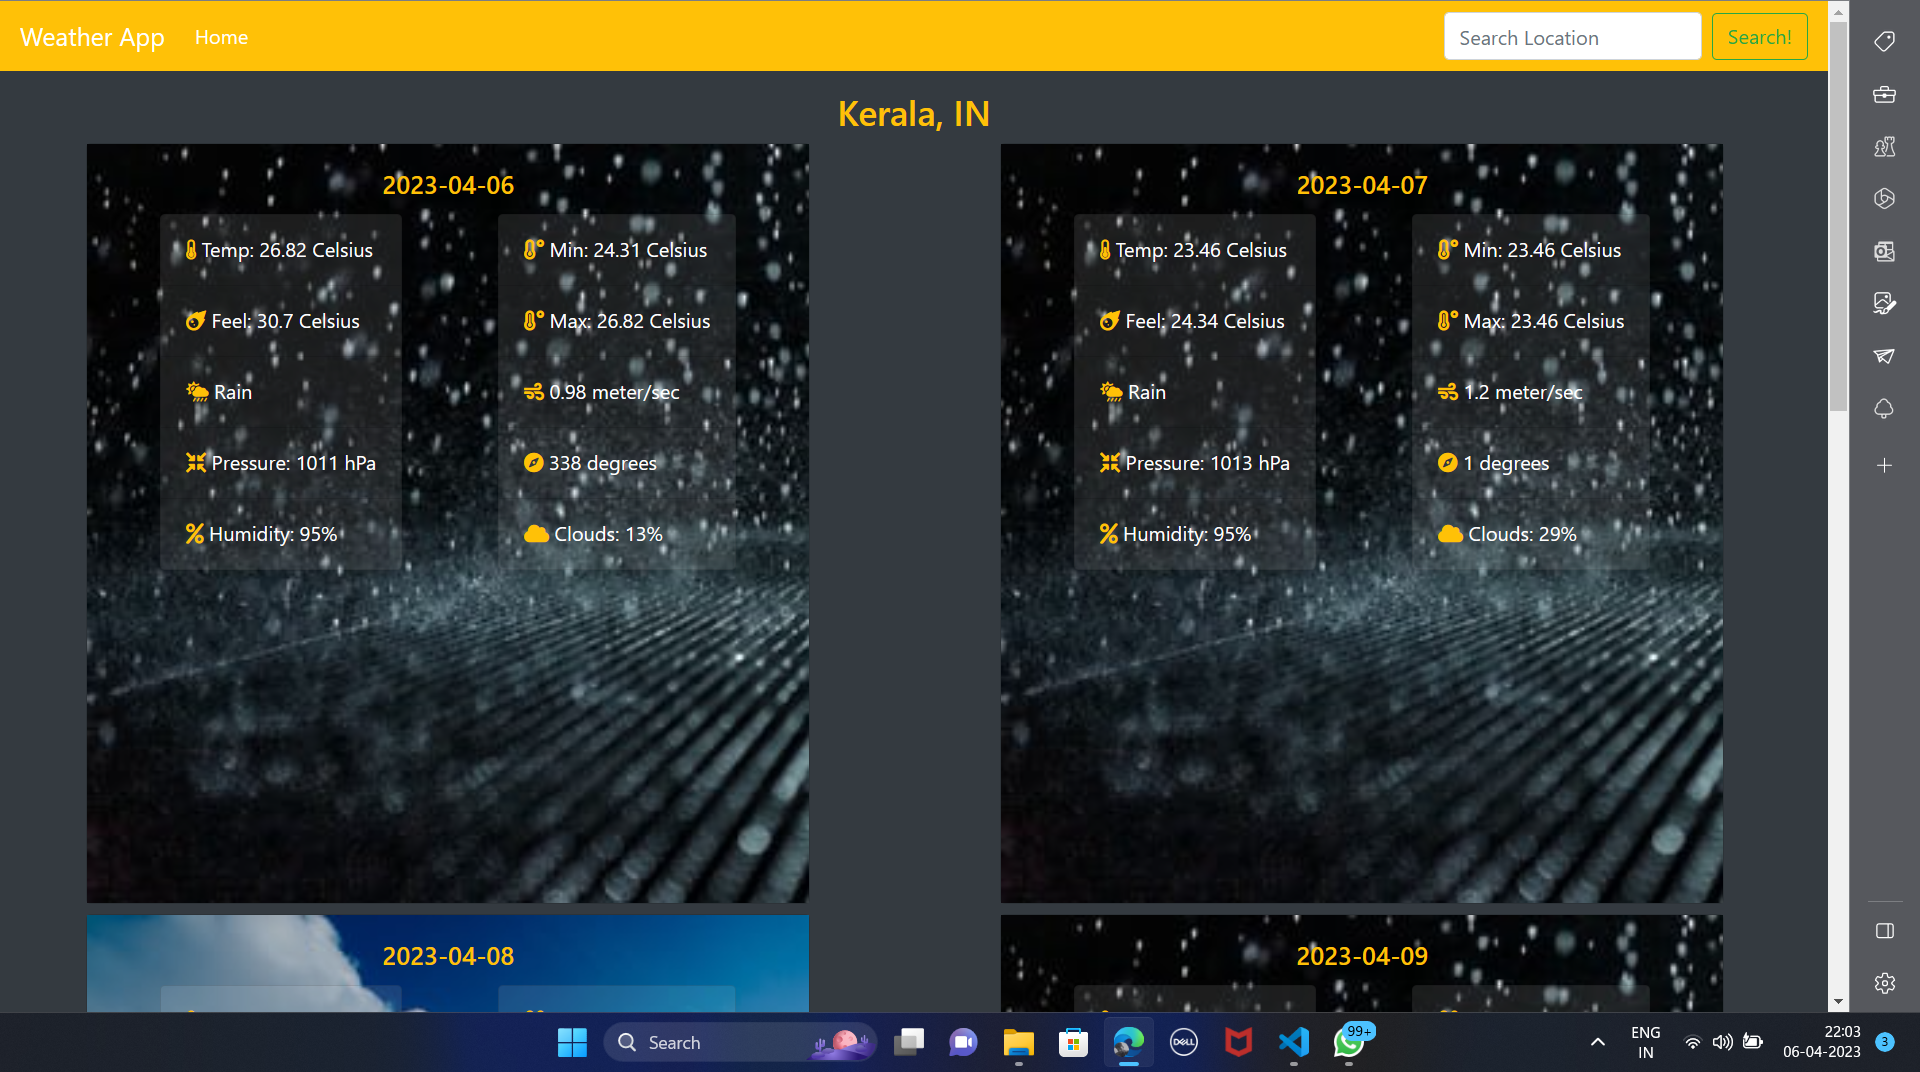 Weather App Home Search Location Search!
Kerala, IN
2023-04-06
Temp: 26.82 Celsius
Feel: 30.7 Celsius
Rain
Pressure: 1011 hPa
Humidity: 95%
Min: 24.31 Celsius
Max: 26.82 Celsius
0.98 meter/sec
338 degrees
Clouds: 13%
2023-04-07
Temp: 23.46 Celsius
Feel: 24.34 Celsius
Rain
Pressure: 1013 hPa
Humidity: 95%
Min: 23.46 Celsius
Max: 23.46 Celsius
1.2 meter/sec
1 degrees
Clouds: 29%
2023-04-08
2023-04-09
Search
DELL
99+
ENG
IN
22:03
06-04-2023
3